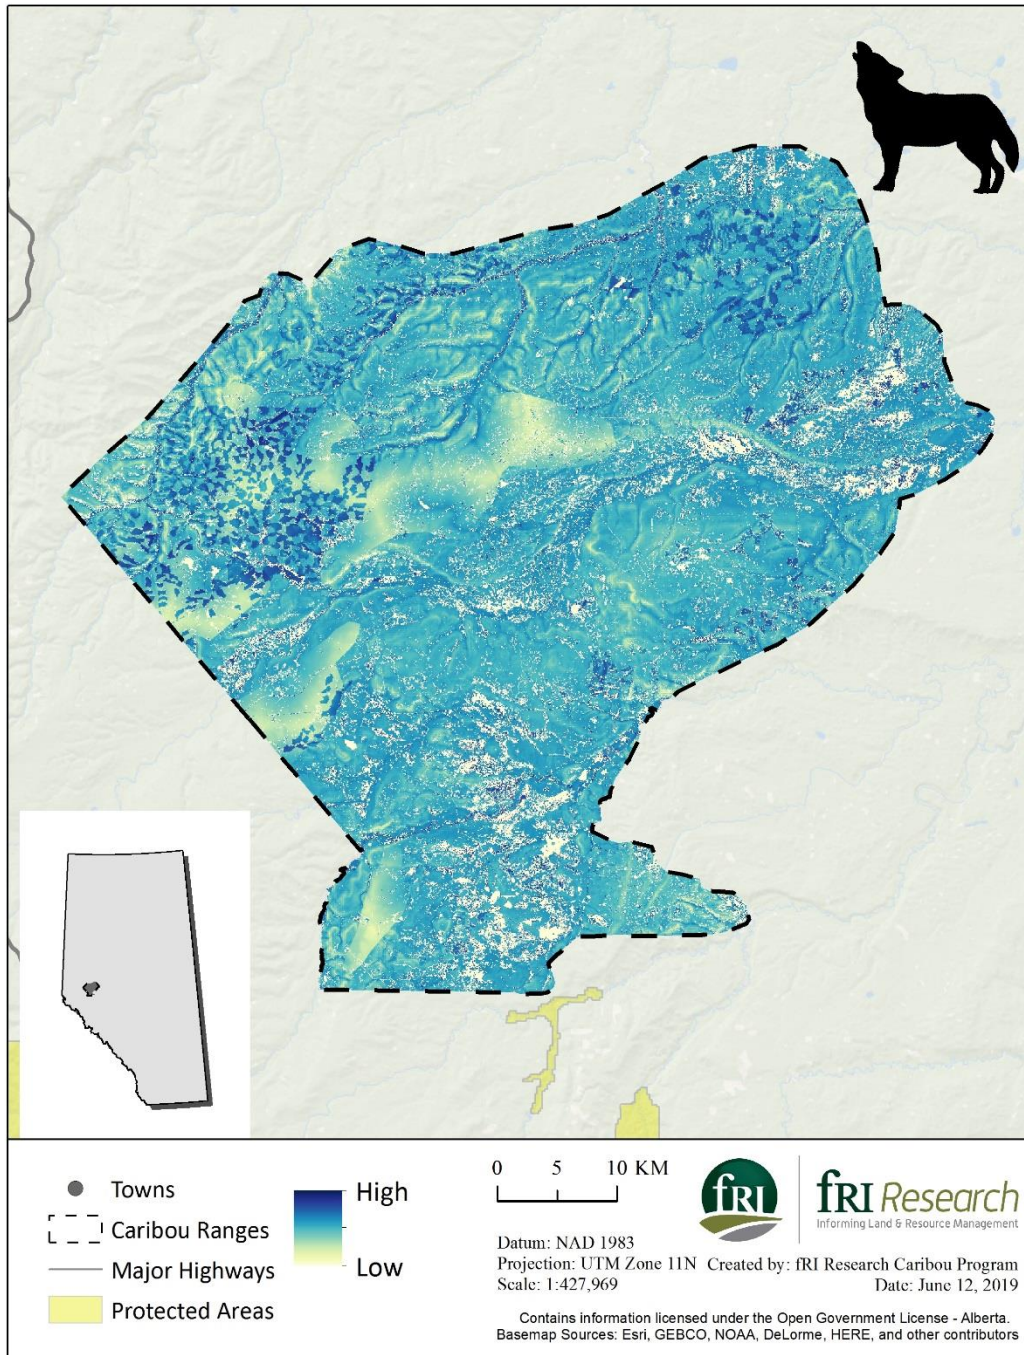 Towns
Caribou Ranges
Major Highways
Protected Areas
High
Low
0 5 10 KM
Datum: NAD 1983
Projection: UTM Zone 11N
Scale: 1:427,969
fRI
fRI Research
Informing Land & Resource Management
Created by: fRI Research Caribou Program
Date: June 12, 2019
Contains information licensed under the Open Government License - Alberta.
Basemap Sources: Esri, GEBCO, NOAA, DeLorme, HERE, and other contributors